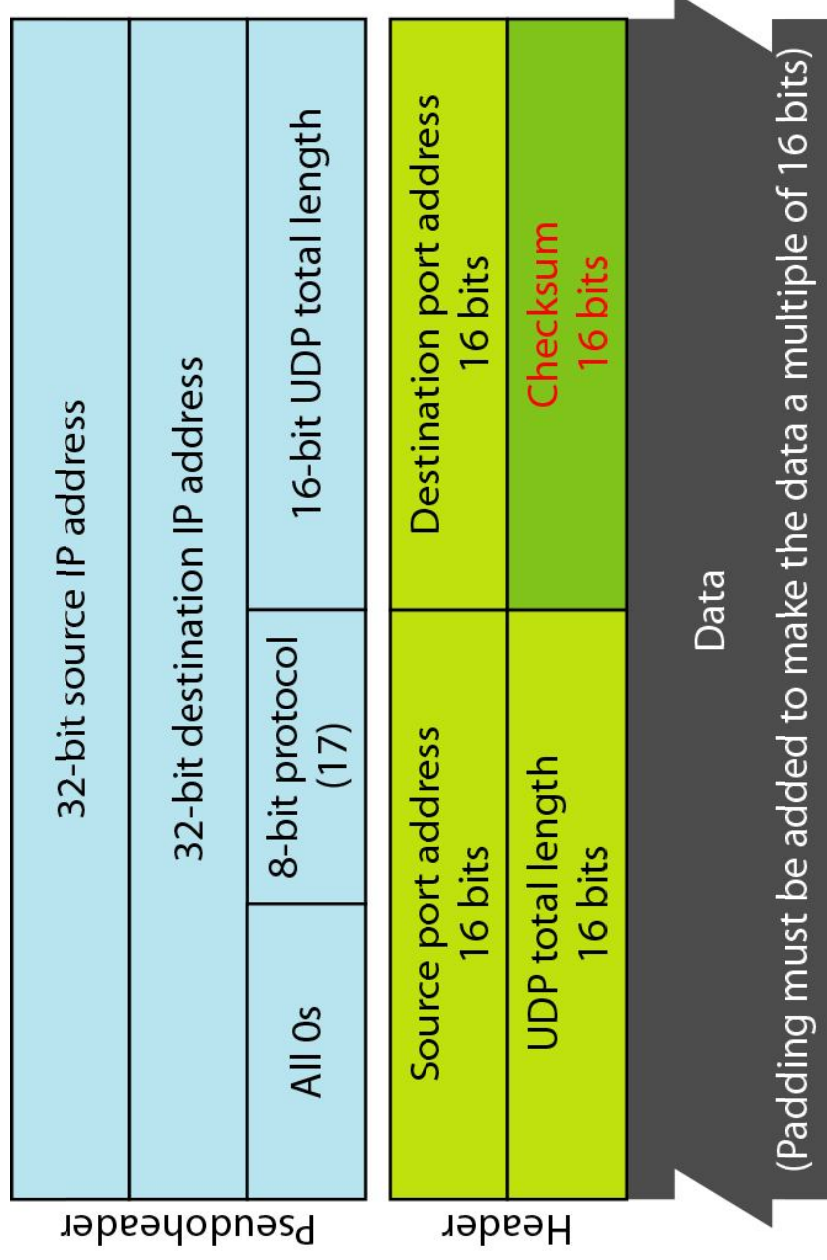 Pseudoheader
32-bit source IP address
32-bit destination IP address
All 0s
8-bit protocol
(17)
16-bit UDP total length
Header
Source port address
16 bits
Destination port address
16 bits
UDP total length
16 bits
Checksum
16 bits
Data
(Padding must be added to make the data a multiple of 16 bits)